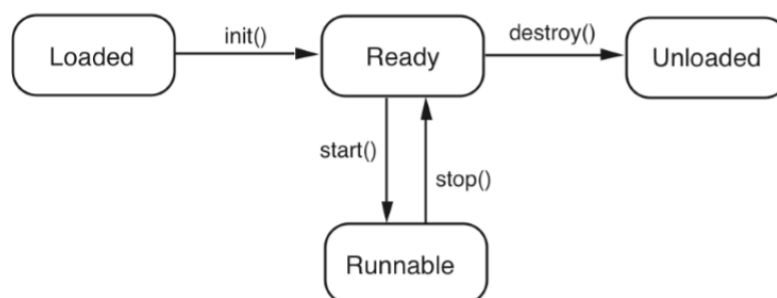 Loaded
init()
Ready
destroy()
Unloaded
start()
stop()
Runnable